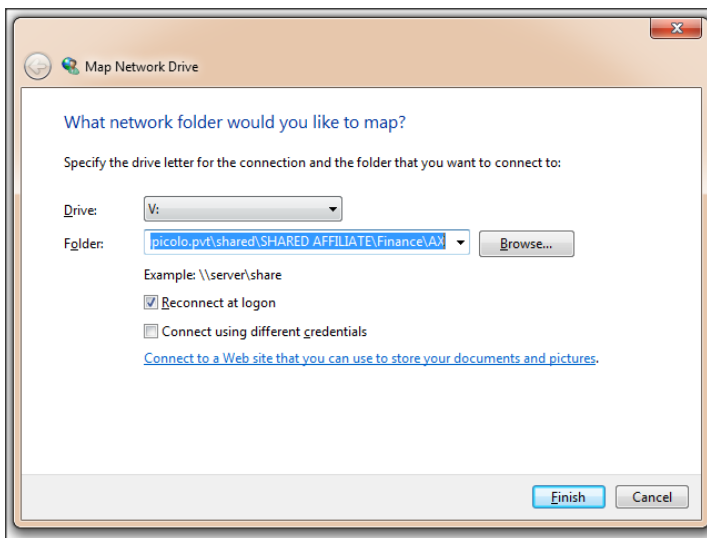 Map Network Drive
What network folder would you like to map?
Specify the drive letter for the connection and the folder that you want to connect to:
Drive: V:
Folder: picolo.pvt\shared\SHARED AFFILIATE\Finance\AX Browse...
Example: \\server\share
Reconnect at logon
Connect using different credentials
Connect to a Web site that you can use to store your documents and pictures.
Finish Cancel